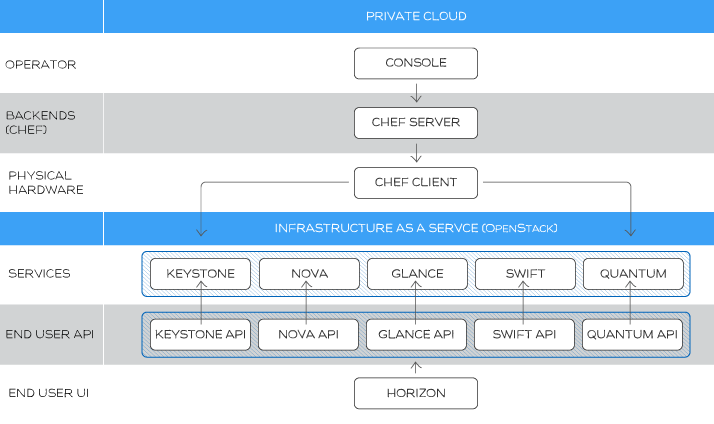 PRIVATE CLOUD
OPERATOR
CONSOLE
BACKENDS
(CHEF)
CHEF SERVER
PHYSICAL
HARDWARE
CHEF CLIENT
INFRASTRUCTURE AS A SERVCE (OPENSTACK)
SERVICES
KEYSTONE
NOVA
GLANCE
SWIFT
QUANTUM
END USER API
KEYSTONE API
NOVA API
GLANCE API
SWIFT API
QUANTUM API
END USER UI
HORIZON